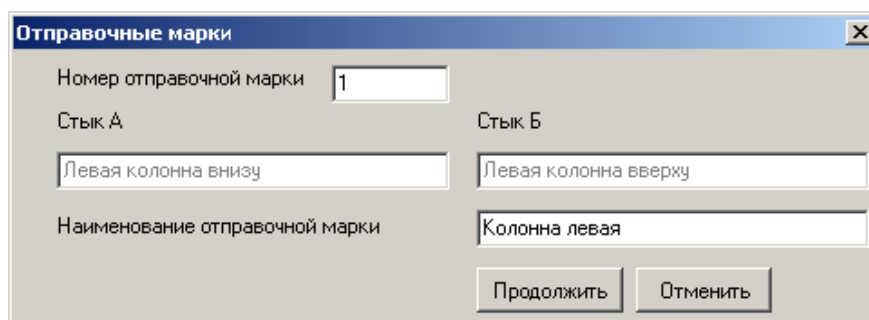 Отправочные марки
Номер отправочной марки 1
Стык А Стык Б
Левая колонна внизу Левая колонна вверху
Наименование отправочной марки Колонна левая
Продолжить Отменить